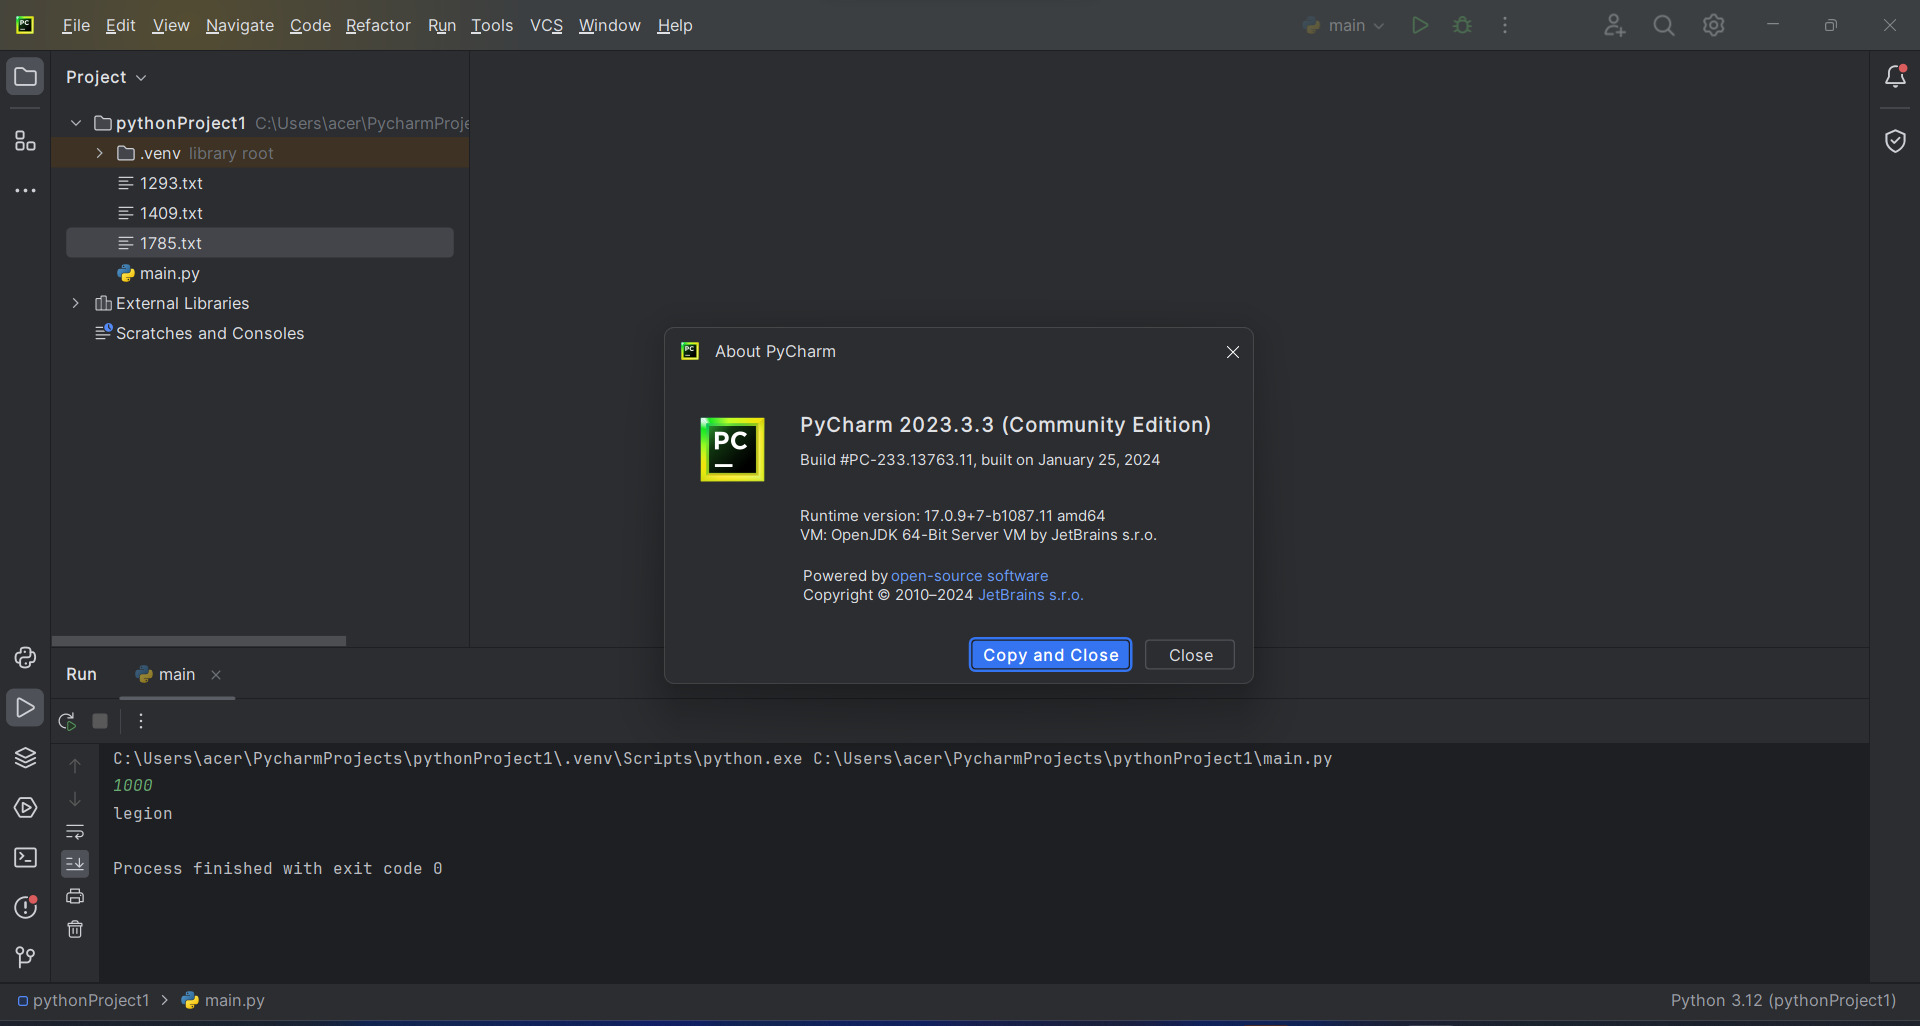 PC File Edit View Navigate Code Refactor Run Tools VCS Window Help main
Project
pythonProject1 C:\Users\acer\PycharmProje
.venv library root
1293.txt
1409.txt
1785.txt
main.py
External Libraries
Scratches and Consoles
PC About PyCharm
PC
PyCharm 2023.3.3 (Community Edition)
Build #PC-233.13763.11, built on January 25, 2024
Runtime version: 17.0.9+7-b1087.11 amd64
VM: OpenJDK 64-Bit Server VM by JetBrains s.r.o.
Powered by open-source software
Copyright © 2010–2024 JetBrains s.r.o.
Copy and Close Close
Run main
C:\Users\acer\PycharmProjects\pythonProject1\.venv\Scripts\python.exe C:\Users\acer\PycharmProjects\pythonProject1\main.py
1000
legion
Process finished with exit code 0
pythonProject1 > main.py Python 3.12 (pythonProject1)